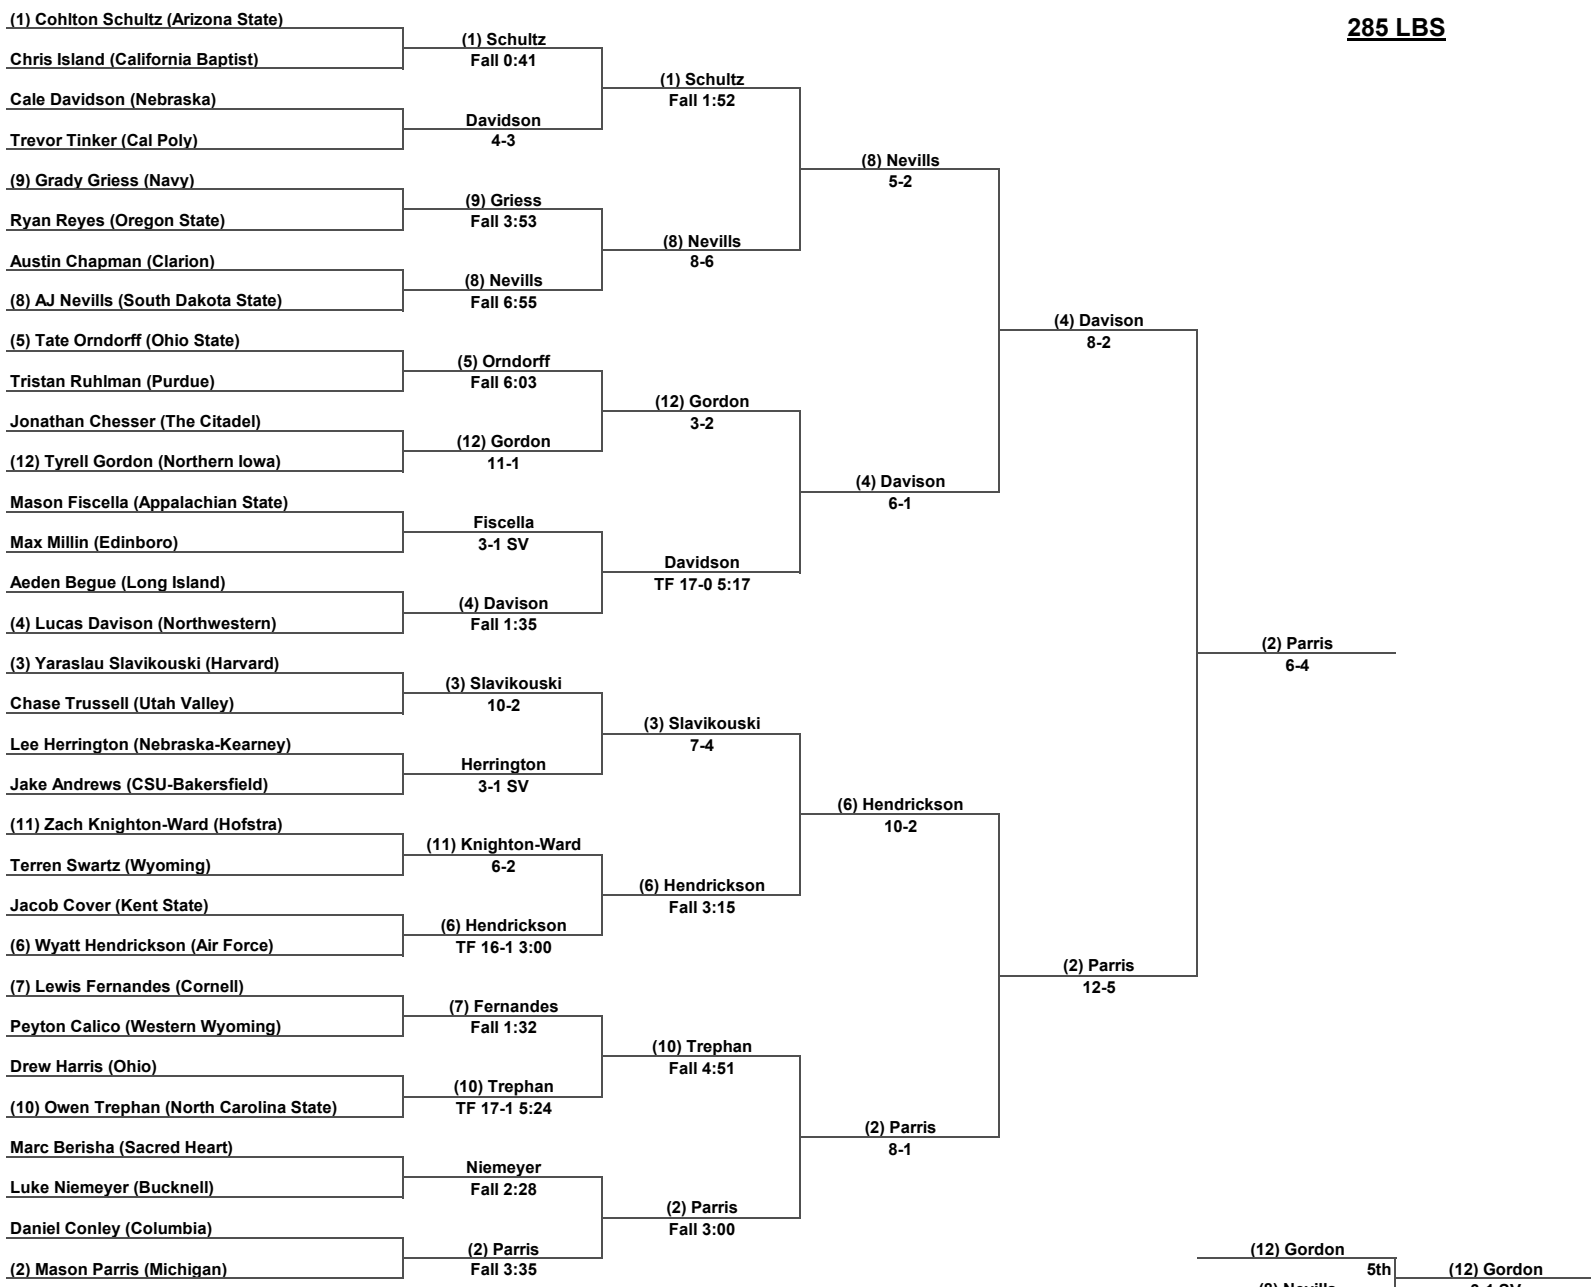 285 LBS
(1) Cohlton Schultz (Arizona State)
Chris Island (California Baptist)
Cale Davidson (Nebraska)
Trevor Tinker (Cal Poly)
(9) Grady Griess (Navy)
Ryan Reyes (Oregon State)
Austin Chapman (Clarion)
(8) AJ Nevills (South Dakota State)
(5) Tate Orndorff (Ohio State)
Tristan Ruhlman (Purdue)
Jonathan Chesser (The Citadel)
(12) Tyrell Gordon (Northern Iowa)
Mason Fiscella (Appalachian State)
Max Millin (Edinboro)
Aeden Begue (Long Island)
(4) Lucas Davison (Northwestern)
(3) Yaraslau Slavikouski (Harvard)
Chase Trussell (Utah Valley)
Lee Herrington (Nebraska-Kearney)
Jake Andrews (CSU-Bakersfield)
(11) Zach Knighton-Ward (Hofstra)
Terren Swartz (Wyoming)
Jacob Cover (Kent State)
(6) Wyatt Hendrickson (Air Force)
(7) Lewis Fernandes (Cornell)
Peyton Calico (Western Wyoming)
Drew Harris (Ohio)
(10) Owen Trephan (North Carolina State)
Marc Berisha (Sacred Heart)
Luke Niemeyer (Bucknell)
Daniel Conley (Columbia)
(2) Mason Parris (Michigan)
(1) Schultz
Fall 0:41
Davidson
4-3
(9) Griess
Fall 3:53
(8) Nevills
Fall 6:55
(5) Orndorff
Fall 6:03
(12) Gordon
11-1
Fiscella
3-1 SV
(4) Davison
Fall 1:35
(3) Slavikouski
10-2
Herrington
3-1 SV
(11) Knighton-Ward
6-2
(6) Hendrickson
TF 16-1 3:00
(7) Fernandes
Fall 1:32
(10) Trephan
TF 17-1 5:24
Niemeyer
Fall 2:28
(2) Parris
Fall 3:35
(1) Schultz
Fall 1:52
(8) Nevills
8-6
(12) Gordon
3-2
Davidson
TF 17-0 5:17
(3) Slavikouski
7-4
(6) Hendrickson
Fall 3:15
(10) Trephan
Fall 4:51
(2) Parris
Fall 3:00
(8) Nevills
5-2
(4) Davison
6-1
(6) Hendrickson
10-2
(2) Parris
8-1
(4) Davison
8-2
(2) Parris
12-5
(2) Parris
6-4
(12) Gordon
5th
(12) Gordon
(8) Nevills